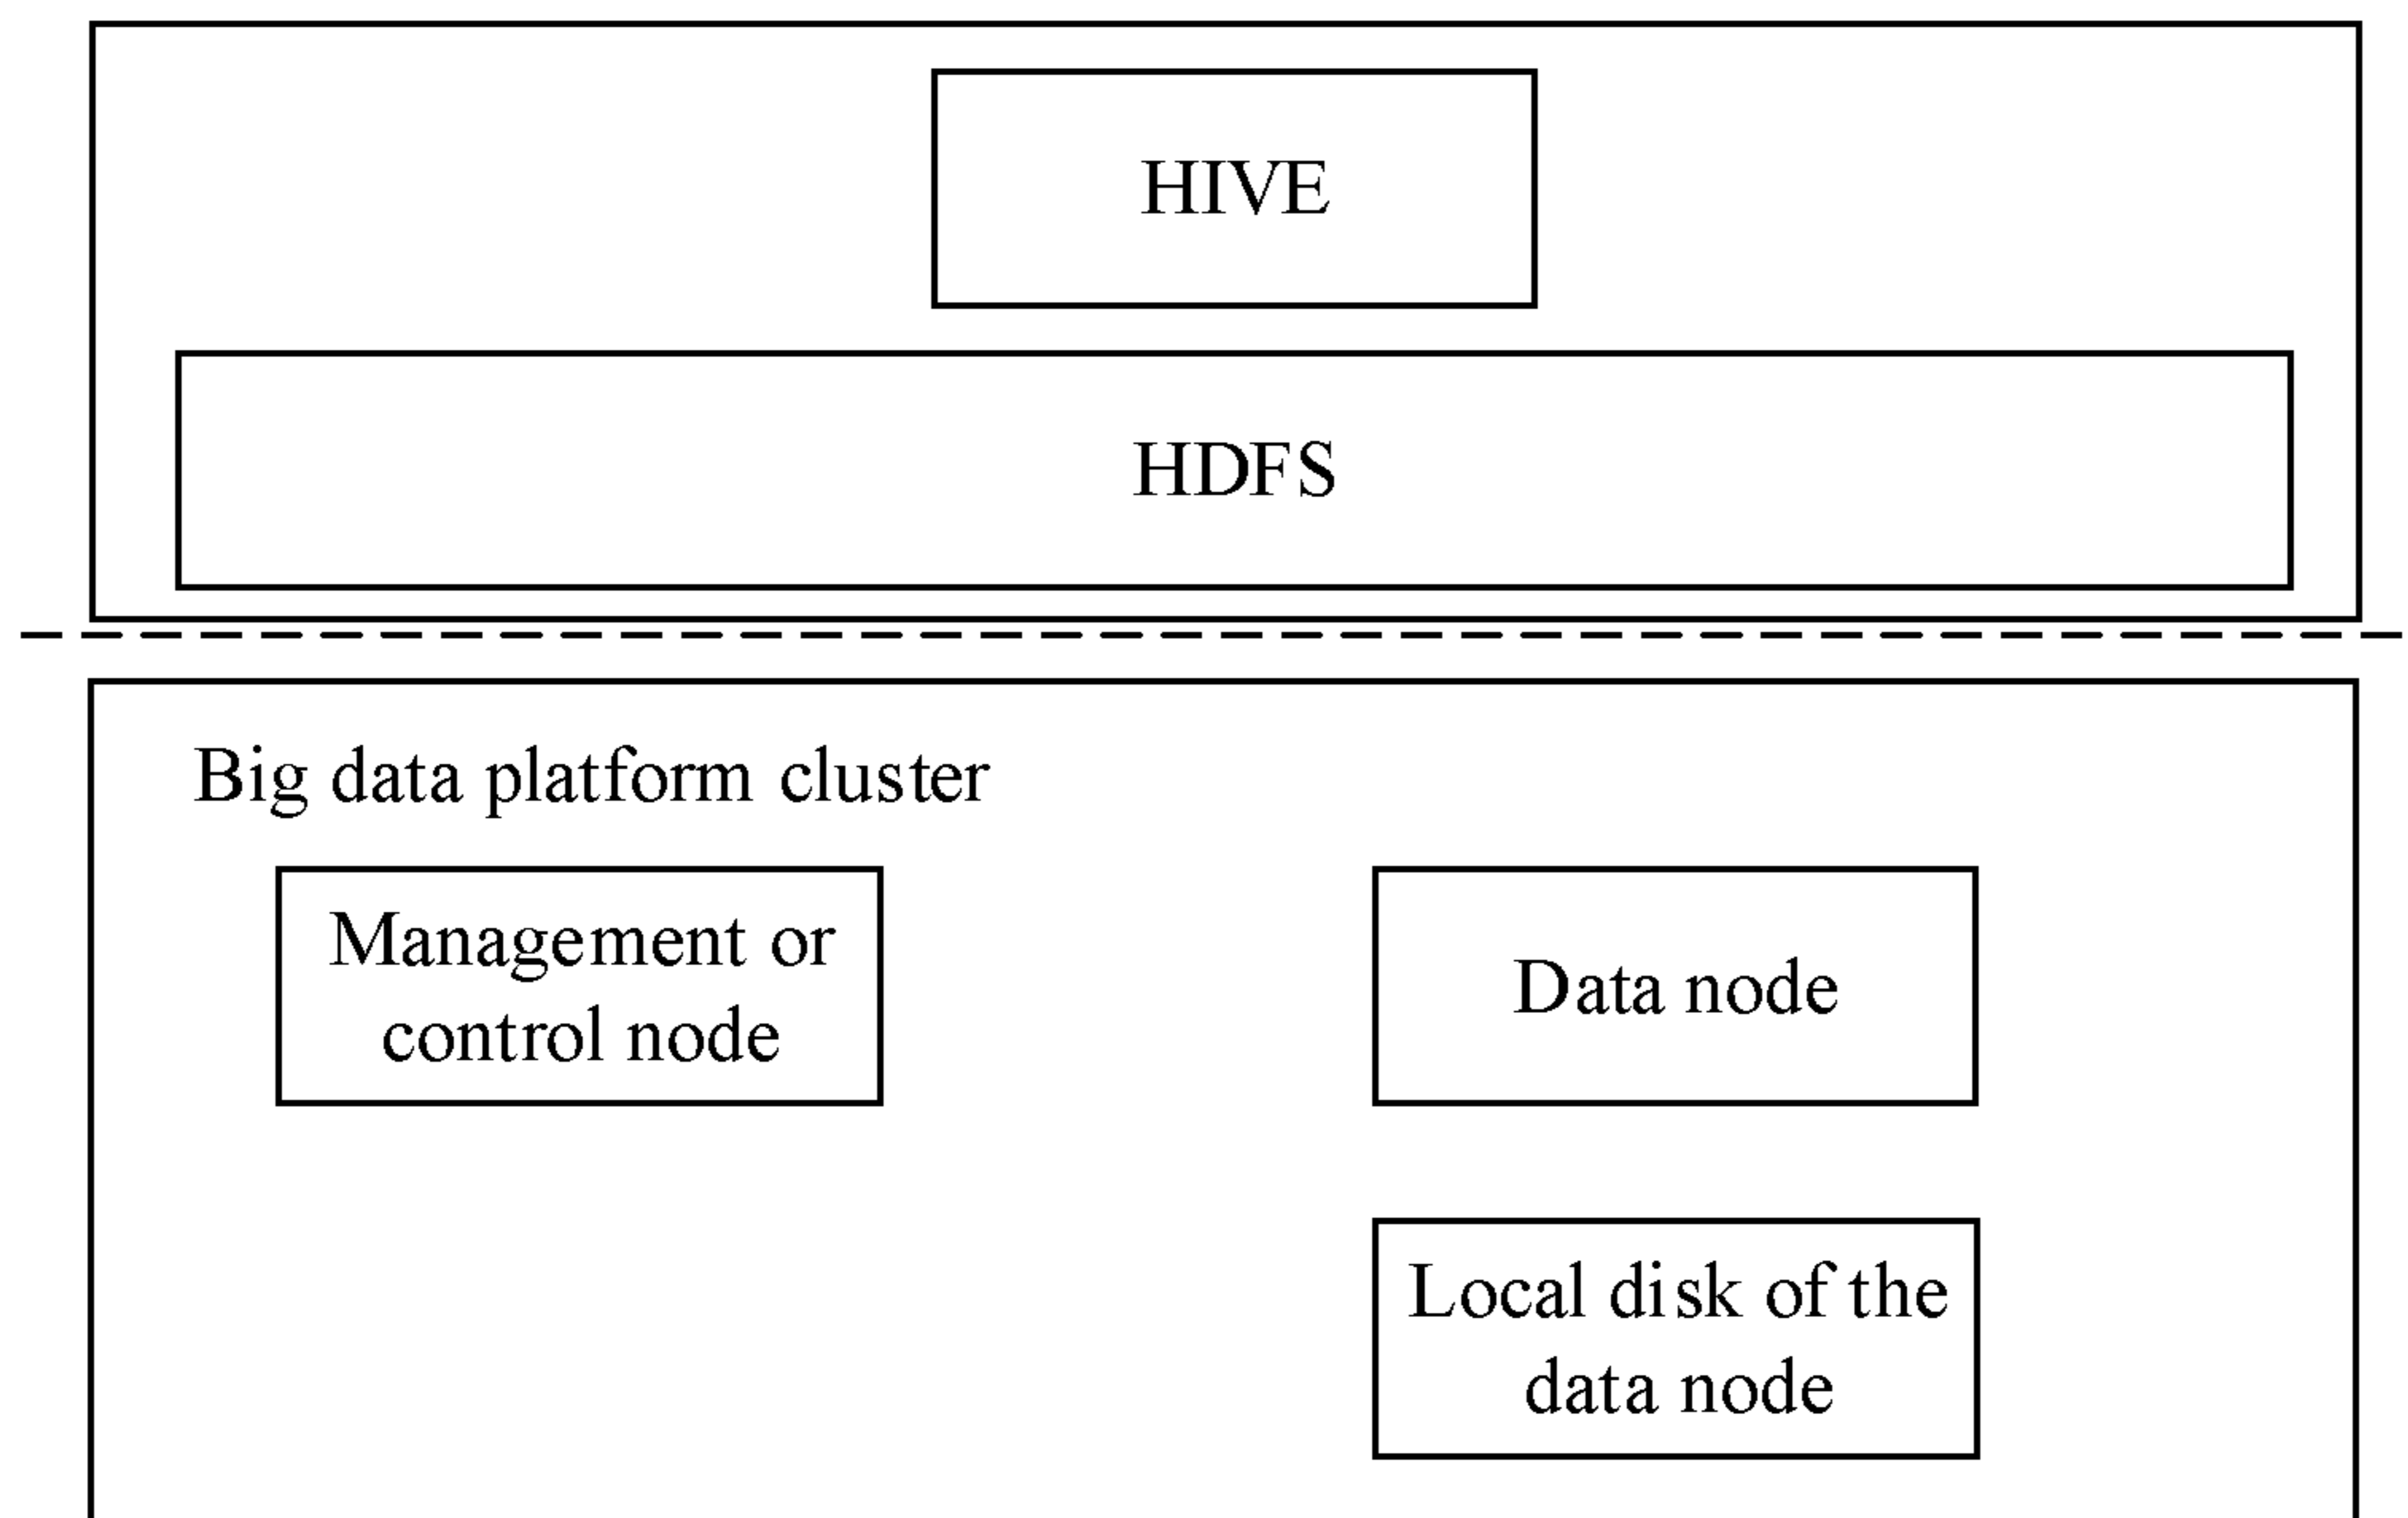 HIVE
HDFS
Big data platform cluster
Management or
control node
Data node
Local disk of the
data node